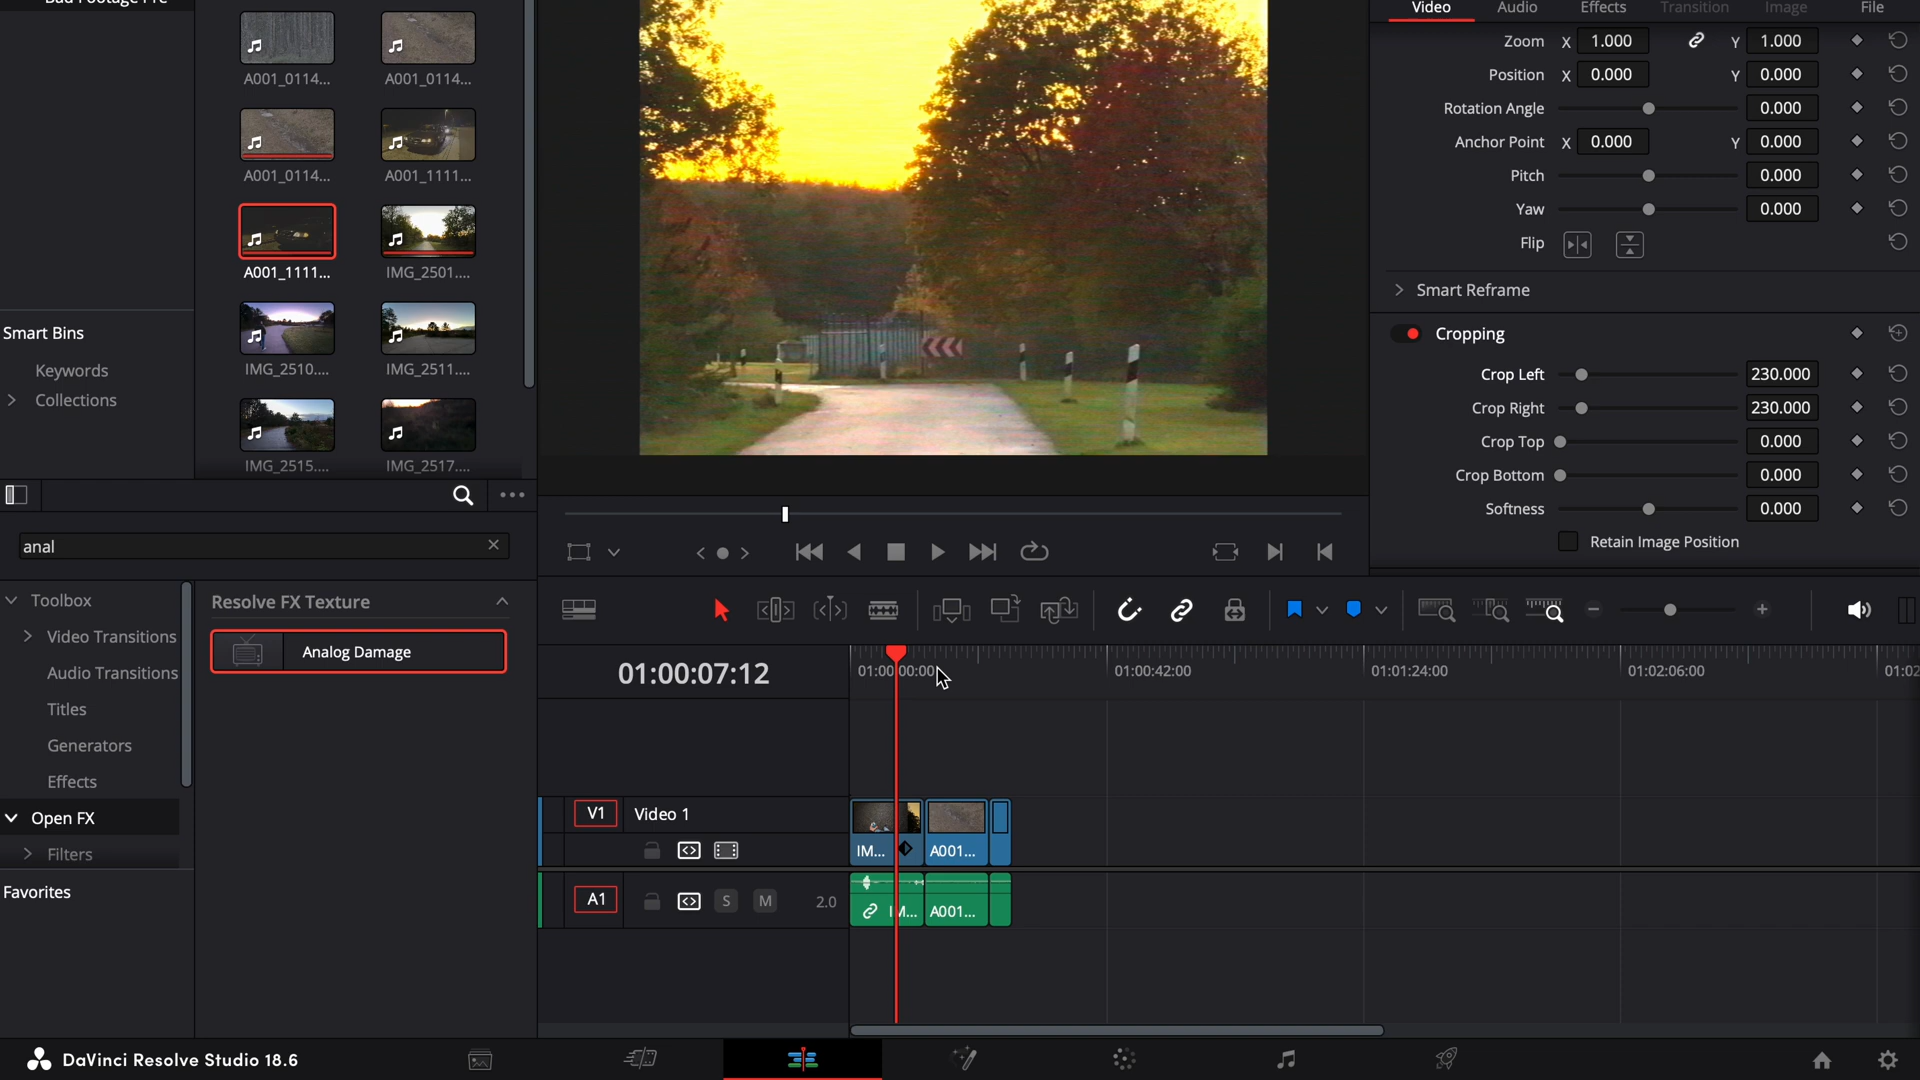 A001_0114...
A001_0114...
A001_0114...
A001_1111...
A001_1111...
IMG_2501....
IMG_2510....
IMG_2511....
IMG_2515....
IMG_2517....
Smart Bins
Keywords
Collections
anal
Toolbox
Video Transitions
Audio Transitions
Titles
Generators
Effects
Open FX
Filters
Favorites
Resolve FX Texture
Analog Damage
Video
Audio
Effects
Transition
Image
File
Zoom X 1.000 Y 1.000
Position X 0.000 Y 0.000
Rotation Angle 0.000
Anchor Point X 0.000 Y 0.000
Pitch 0.000
Yaw 0.000
Flip
Smart Reframe
Cropping
Crop Left 230.000
Crop Right 230.000
Crop Top 0.000
Crop Bottom 0.000
Softness 0.000
Retain Image Position
01:00:07:12
01:00:00:00
01:00:42:00
01:01:24:00
01:02:06:00
01:02
V1 Video 1
IM...
A001...
A1
S M 2.0
IM...
A001...
DaVinci Resolve Studio 18.6